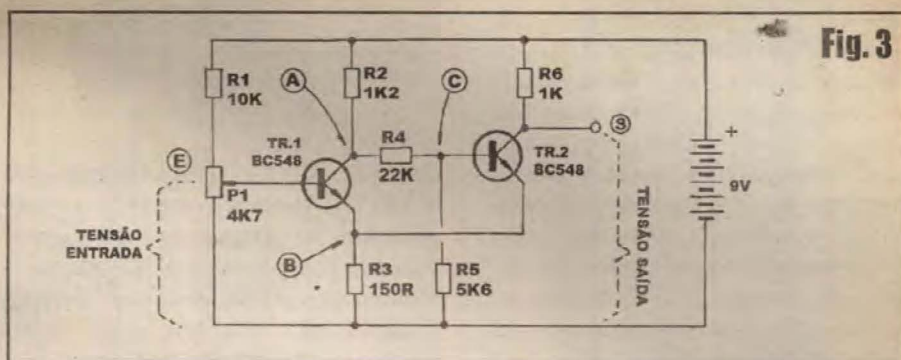 Fig. 3
R1
10K
A
R2
1K2
C
R6
1K
S
TR.1
BC548
R4
22K
TR.2
BC548
+
9V
E
P1
4K7
TENSÃO
ENTRADA
TENSÃO SAÍDA
B
R3
150R
R5
5K6